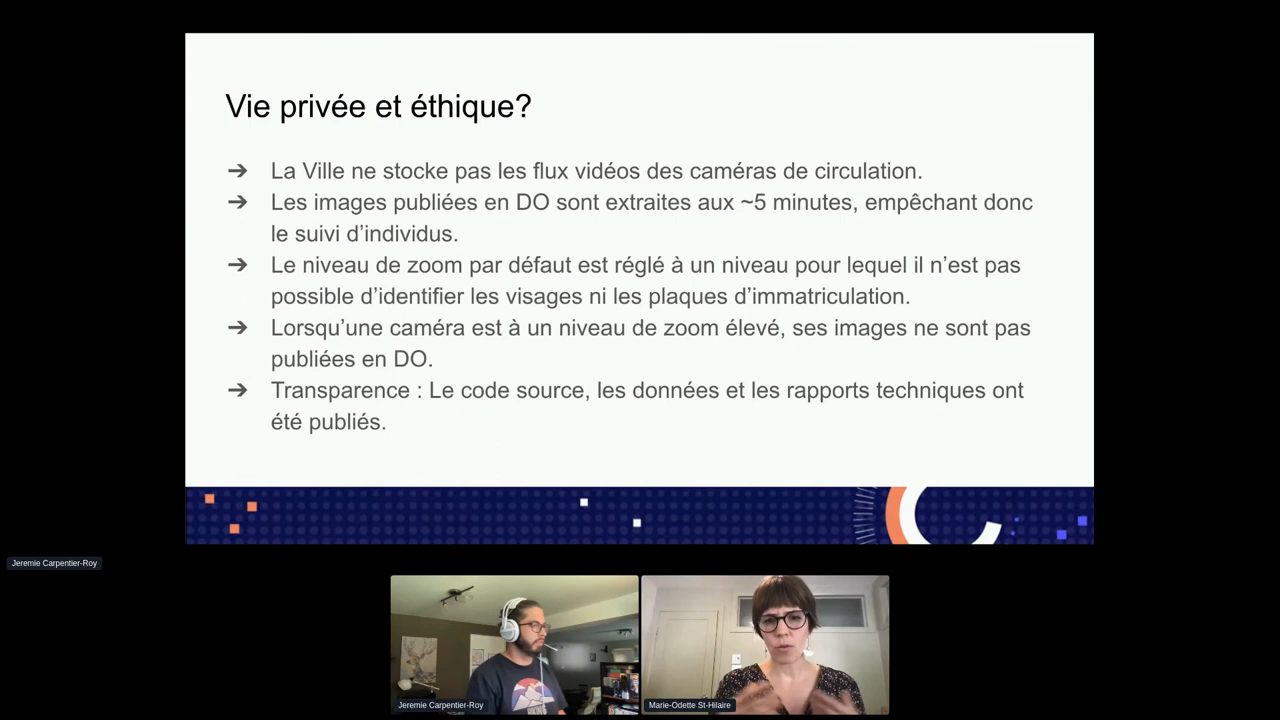 Vie privée et éthique?
➔ La Ville ne stocke pas les flux vidéos des caméras de circulation.
➔ Les images publiées en DO sont extraites aux ~5 minutes, empêchant donc
le suivi d’individus.
➔ Le niveau de zoom par défaut est réglé à un niveau pour lequel il n’est pas
possible d’identifier les visages ni les plaques d’immatriculation.
➔ Lorsqu’une caméra est à un niveau de zoom élevé, ses images ne sont pas
publiées en DO.
➔ Transparence : Le code source, les données et les rapports techniques ont
été publiés.
Jeremie Carpentier-Roy
Jeremie Carpentier-Roy
Marie-Odette St-Hilaire